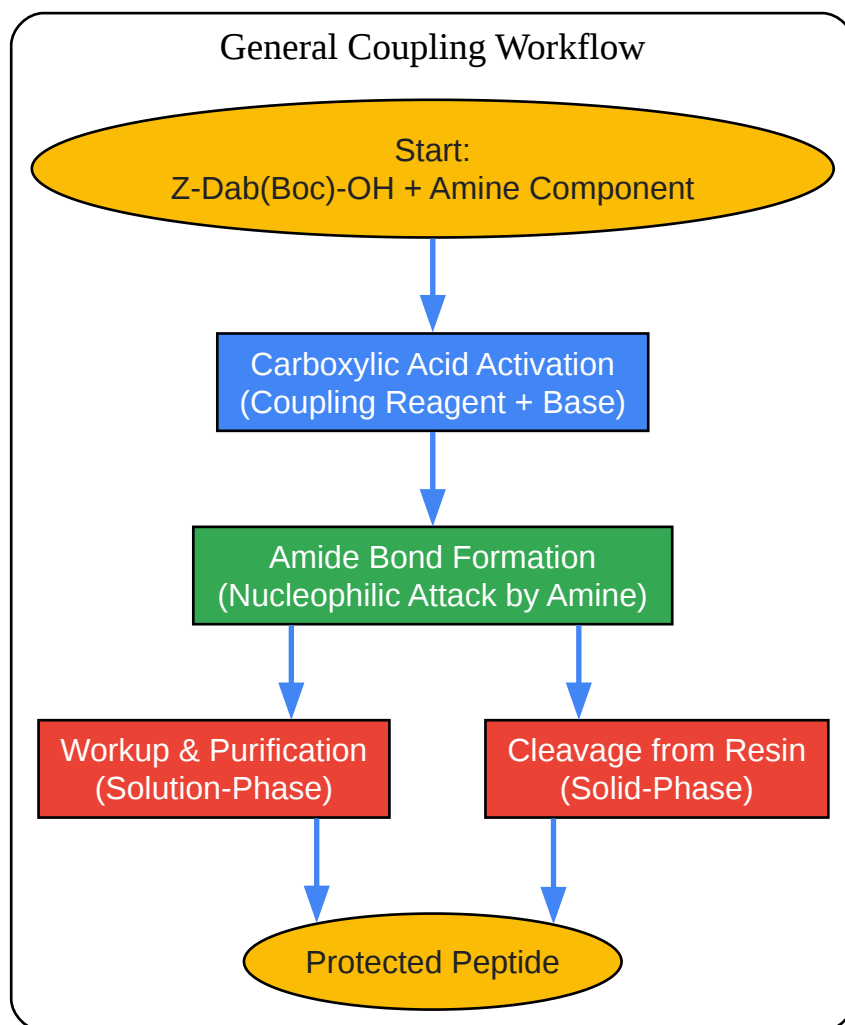 General Coupling Workflow
Start:
Z-Dab(Boc)-OH + Amine Component
Carboxylic Acid Activation
(Coupling Reagent + Base)
Amide Bond Formation
(Nucleophilic Attack by Amine)
Workup & Purification
(Solution-Phase)
Cleavage from Resin
(Solid-Phase)
Protected Peptide